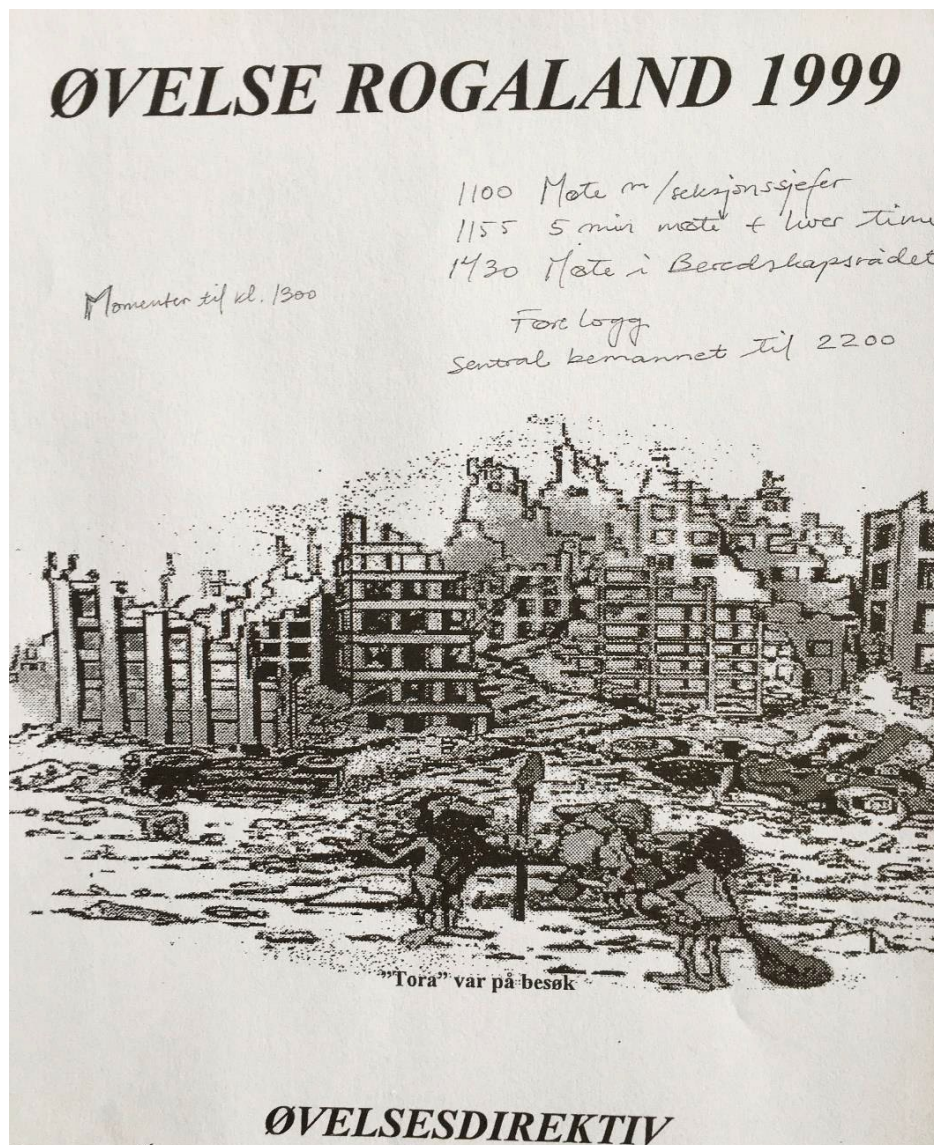 ØVELSE ROGALAND 1999
1100 Møte m/seksjonssjefer
1155 5 min møte + hver time
1430 Møte i Beredskapsrådet
Momenter til kl. 1300
Føre logg
Sentral bemannet til 2200
"Tora" var på besøk
ØVELSESDIREKTIV